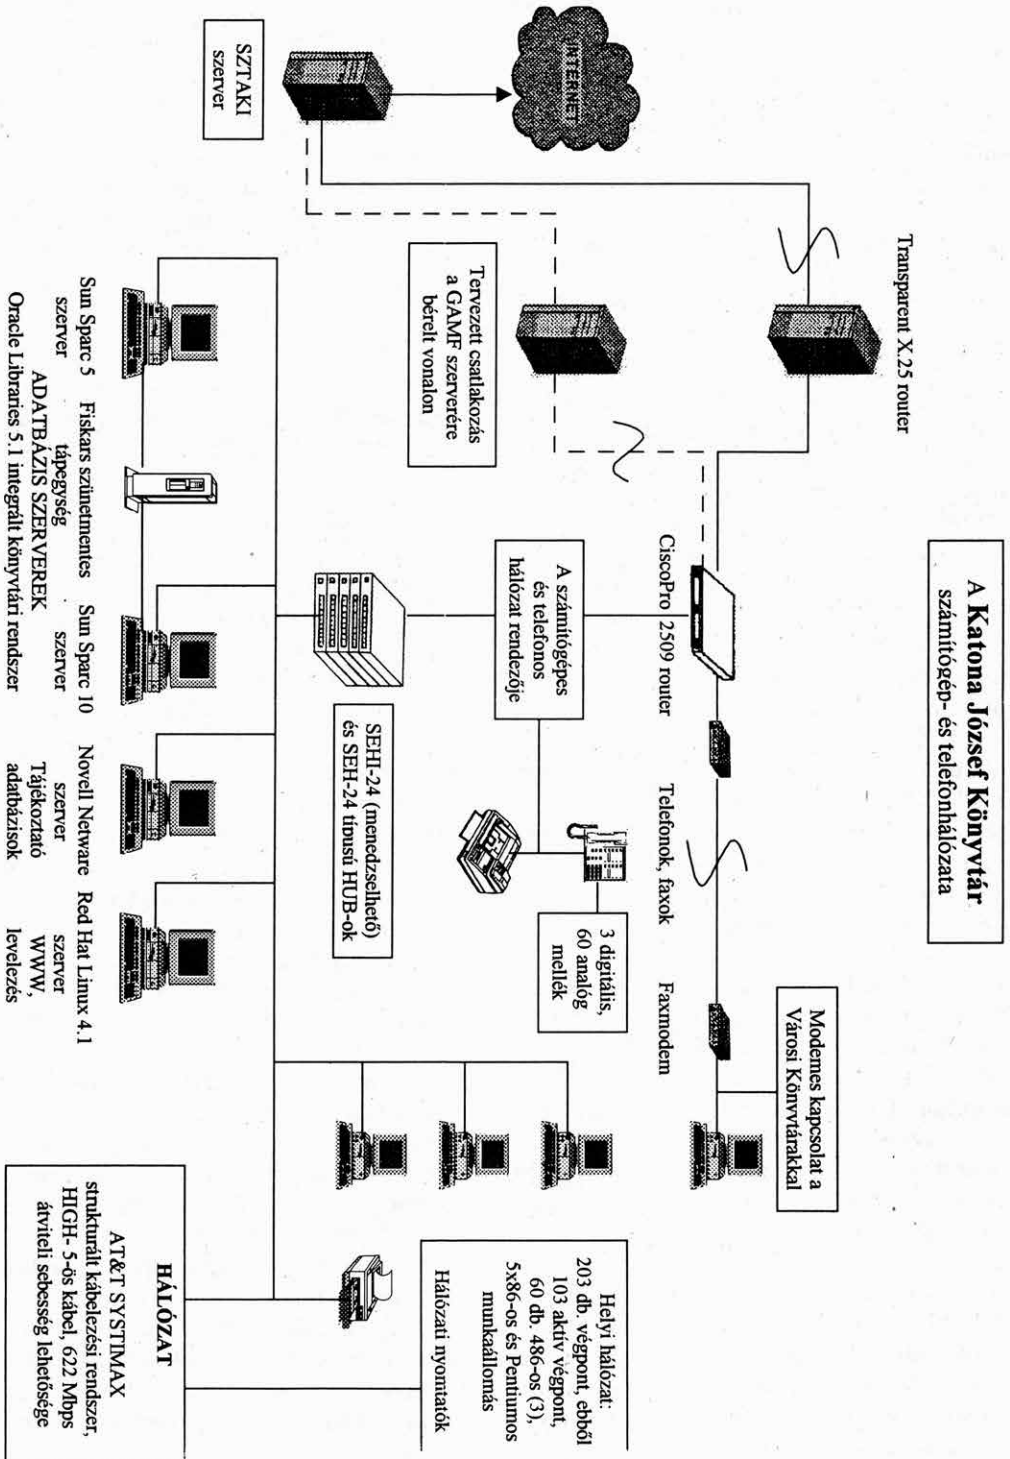 A Katona József Könyvtár
számítógép- és telefonhálózata
INTERNET
SZTAKI
szerver
Transparent X.25 router
Tervezett csatlakozás
a GAMF szerverére
bérelt vonalon
CiscoPro 2509 router
Telefonok, faxok
Faxmodem
Modemes kapcsolat a
Városi Könyvtárakkal
A számítógépes
és telefonos
hálózat rendezője
3 digitális,
60 analóg
mellék
SEHI-24 (menedzselhető)
és SEH-24 típusú HUB-ok
Sun Sparc 5
szerver
Fiskars szünetmentes
tápegység
Sun Sparc 10
szerver
ADATBÁZIS SZERVEREK
Oracle Libraries 5.1 integrált könyvtári rendszer
Novell Netware
szerver
Tájékoztató
adatbázisok
Red Hat Linux 4.1
szerver
WWW,
levelezés
Helyi hálózat:
203 db. végpont, ebből
103 aktív végpont,
60 db. 486-os (3),
5x86-os és Pentiumos
munkaállomás
Hálózati nyomtatók
HÁLÓZAT
AT&T SYSTIMAX
strukturált kábelezési rendszer,
HIGH- 5-ös kábel, 622 Mbps
átviteli sebesség lehetősége